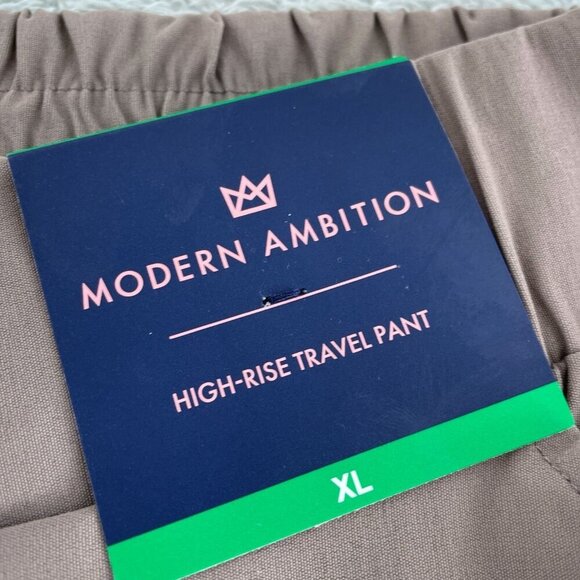 MODERN AMBITION
HIGH-RISE TRAVEL PANT
XL